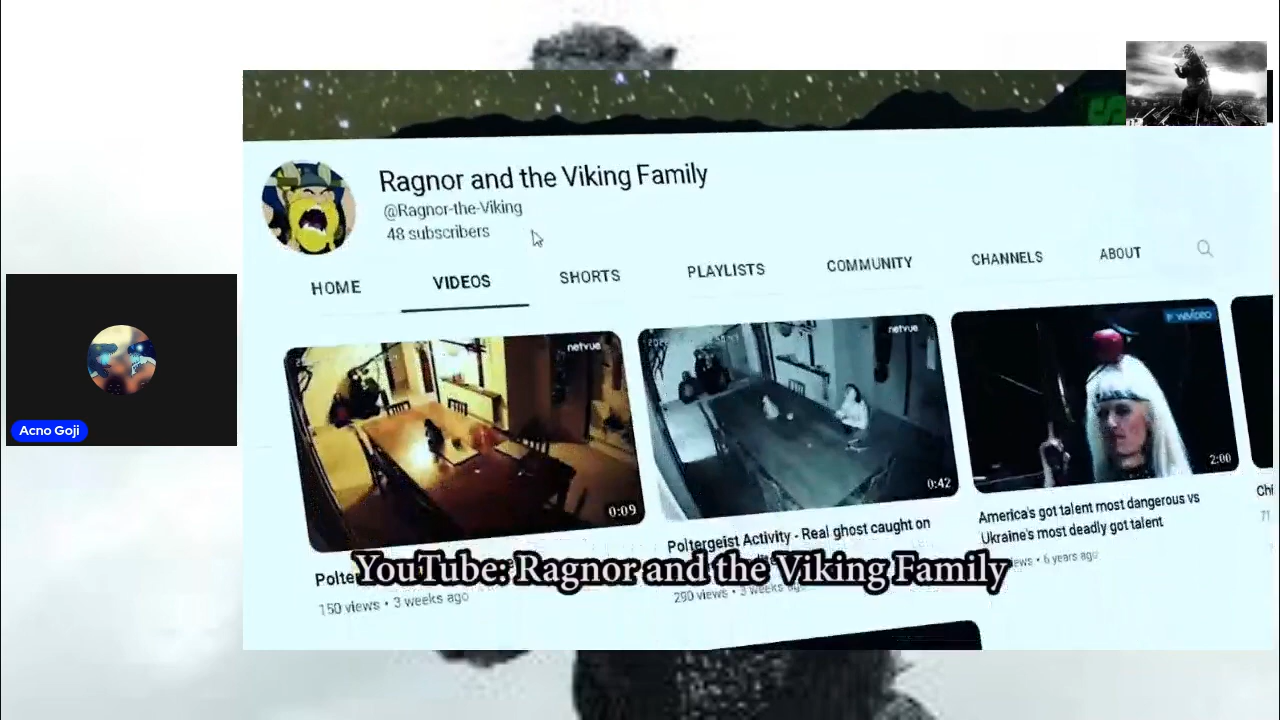 Ragnor and the Viking Family
@Ragnor-the-Viking
48 subscribers
HOME VIDEOS SHORTS PLAYLISTS COMMUNITY CHANNELS ABOUT
netvue
netvue
0:09
0:42
2:00
Poltergeist Activity - Real ghost caught on
America's got talent most dangerous vs
Ukraine's most deadly got talent
6 years ago
YouTube: Ragnor and the Viking Family
150 views • 3 weeks ago
290 views • 3 weeks ago
Acno Goji